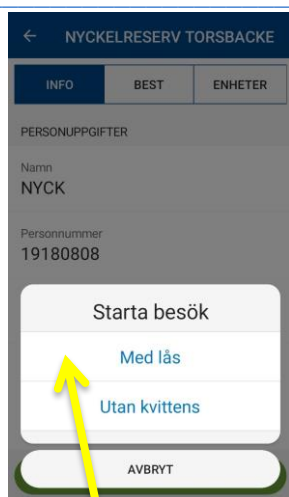 NYCKELRESERV TORSBACKE
INFO BEST ENHETER
PERSONUPPGIFTER
Namn
NYCK
Personnummer
19180808
Starta besök
Med lås
Utan kvittens
AVBRYT